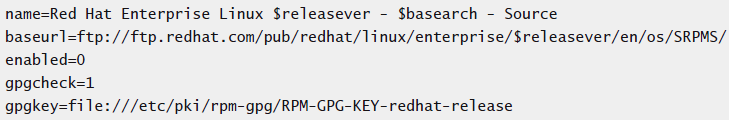 name=Red Hat Enterprise Linux $releasever - $basearch - Source
baseurl=ftp://ftp.redhat.com/pub/redhat/linux/enterprise/$releasever/en/os/SRPMS/
enabled=0
gpgcheck=1
gpgkey=file:///etc/pki/rpm-gpg/RPM-GPG-KEY-redhat-release